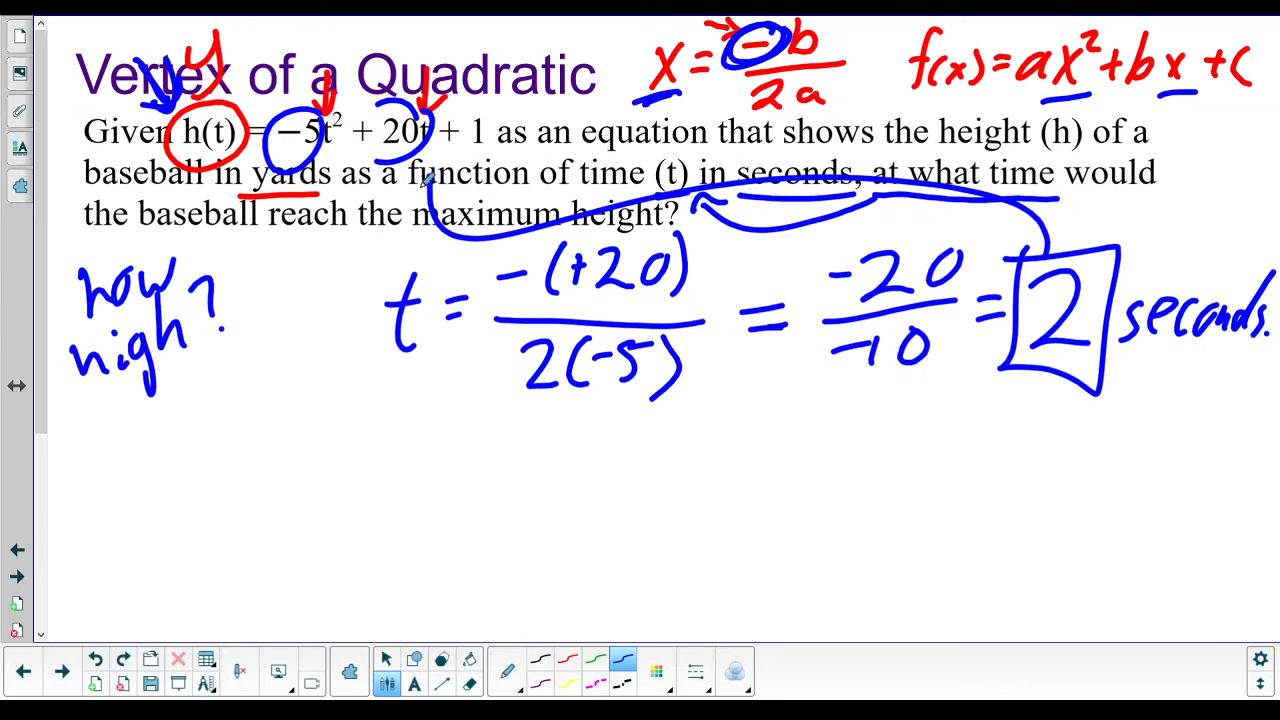 Vertex of a Quadratic
y
x = -b / 2a
f(x) = ax² + bx + c
Given h(t) = −5t² + 20t + 1 as an equation that shows the height (h) of a
baseball in yards as a function of time (t) in seconds, at what time would
the baseball reach the maximum height?
how
high?
t = -(+20) / 2(-5) = -20 / -10 = 2 seconds.